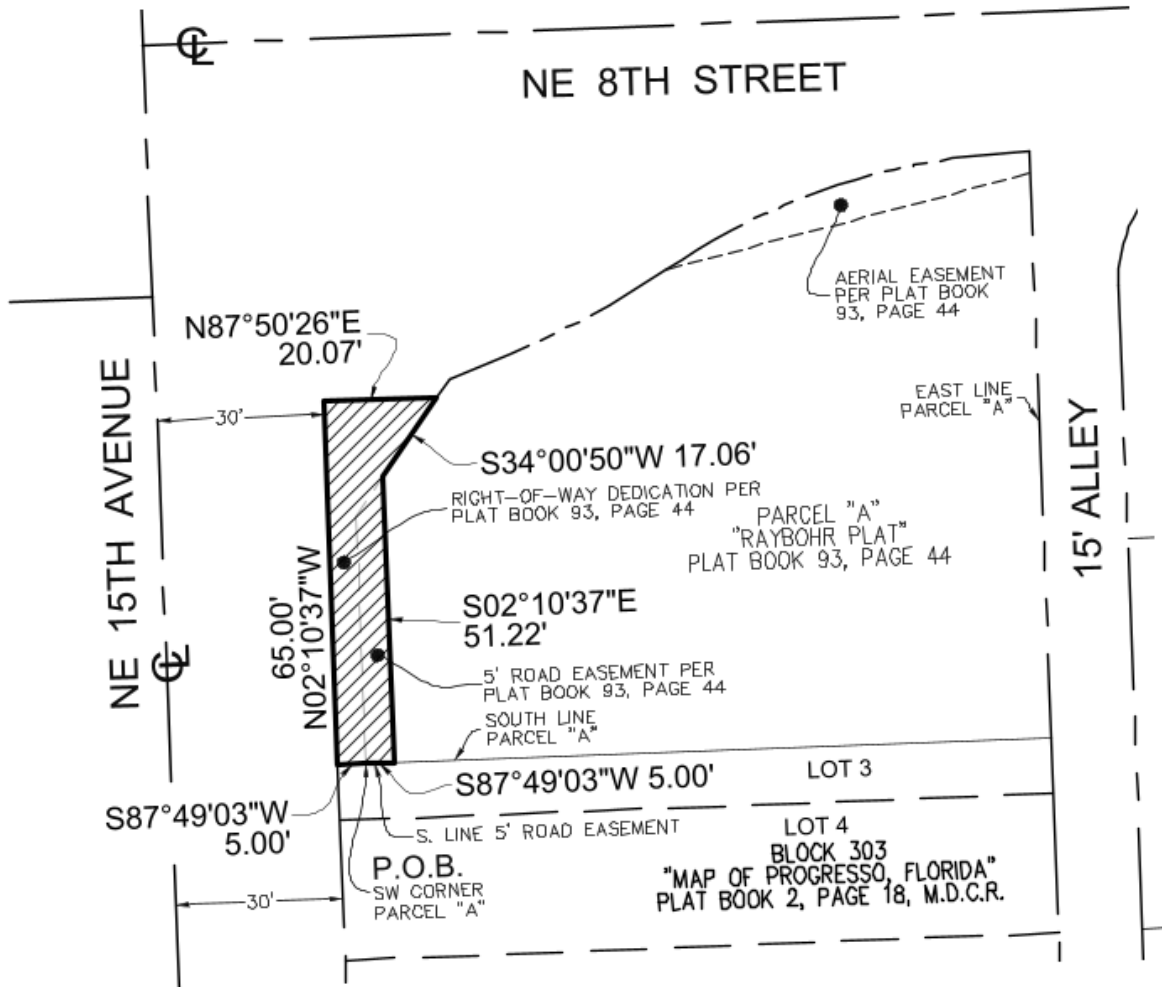 ℄
NE 8TH STREET
AERIAL EASEMENT
PER PLAT BOOK
93, PAGE 44
N87°50'26"E
20.07'
30'
EAST LINE
PARCEL "A"
NE 15TH AVENUE
15' ALLEY
S34°00'50"W 17.06'
RIGHT-OF-WAY DEDICATION PER
PLAT BOOK 93, PAGE 44
PARCEL "A"
"RAYBOHR PLAT"
PLAT BOOK 93, PAGE 44
65.00'
N02°10'37"W
S02°10'37"E
51.22'
℄
5' ROAD EASEMENT PER
PLAT BOOK 93, PAGE 44
SOUTH LINE
PARCEL "A"
S87°49'03"W 5.00'
LOT 3
S87°49'03"W
5.00'
S. LINE 5' ROAD EASEMENT
P.O.B.
SW CORNER
PARCEL "A"
30'
LOT 4
BLOCK 303
"MAP OF PROGRESSO, FLORIDA"
PLAT BOOK 2, PAGE 18, M.D.C.R.